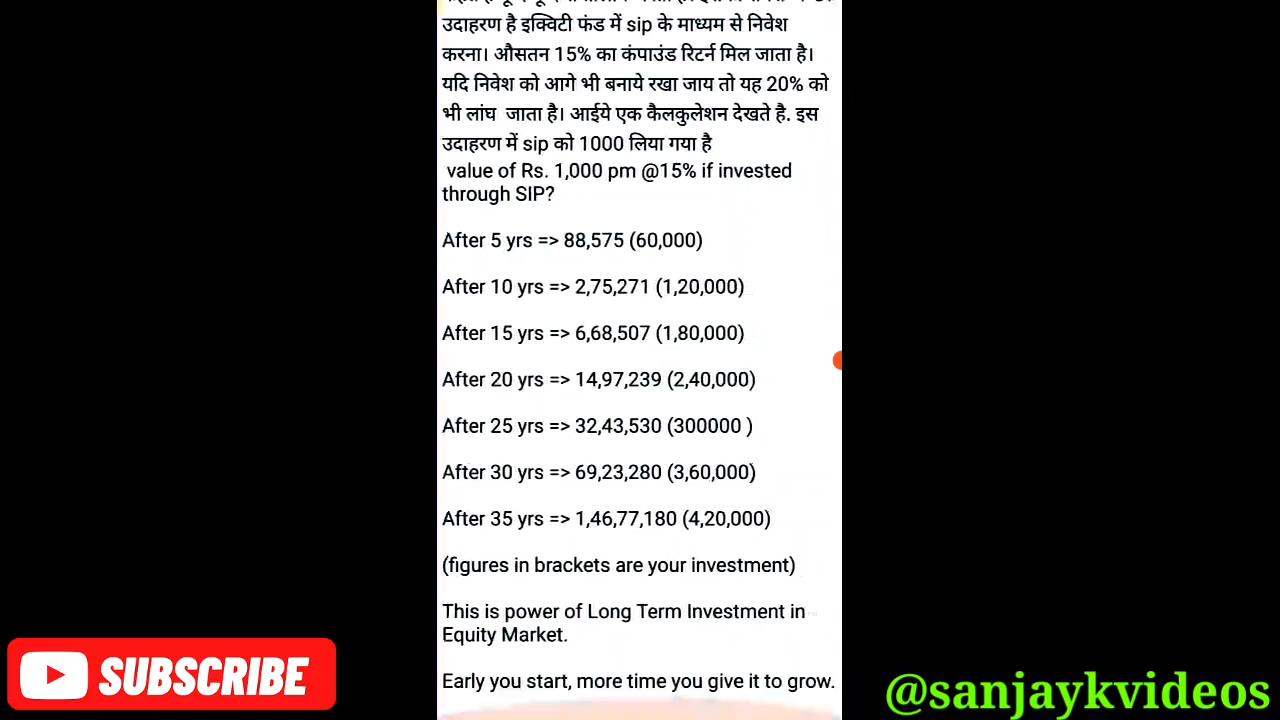 उदाहरण है इक्विटी फंड में sip के माध्यम से निवेश
करना। औसतन 15% का कंपाउंड रिटर्न मिल जाता है।
यदि निवेश को आगे भी बनाये रखा जाय तो यह 20% को
भी लांघ जाता है। आईये एक कैलकुलेशन देखते है. इस
उदाहरण में sip को 1000 लिया गया है
value of Rs. 1,000 pm @15% if invested
through SIP?
After 5 yrs => 88,575 (60,000)
After 10 yrs => 2,75,271 (1,20,000)
After 15 yrs => 6,68,507 (1,80,000)
After 20 yrs => 14,97,239 (2,40,000)
After 25 yrs => 32,43,530 (300000 )
After 30 yrs => 69,23,280 (3,60,000)
After 35 yrs => 1,46,77,180 (4,20,000)
(figures in brackets are your investment)
This is power of Long Term Investment in
Equity Market.
Early you start, more time you give it to grow.
SUBSCRIBE
@sanjaykvideos